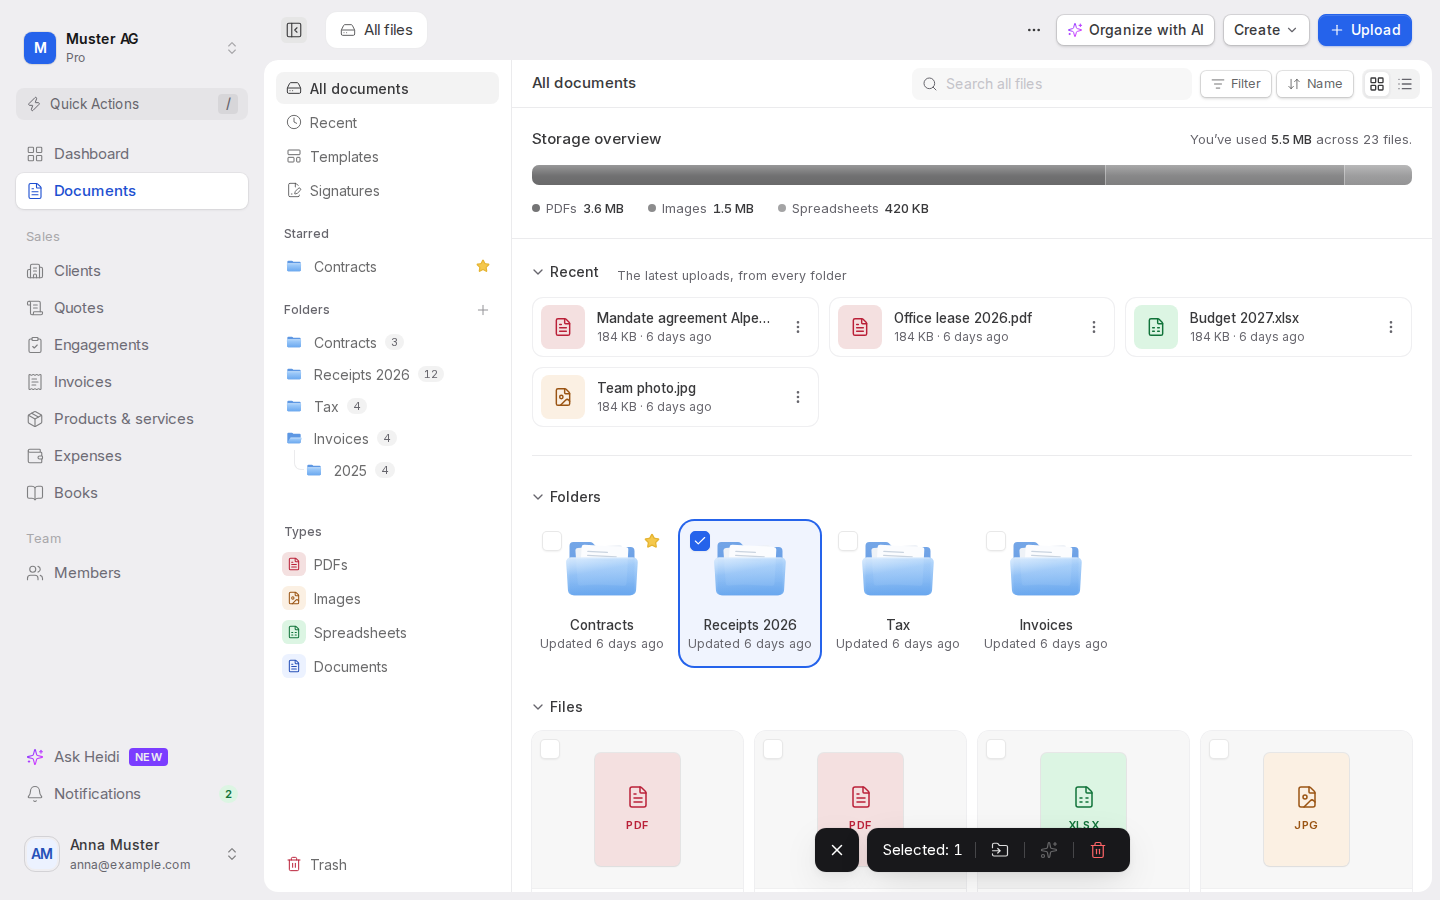 M
Muster AG
Pro
Quick Actions /
Dashboard
Documents
Sales
Clients
Quotes
Engagements
Invoices
Products & services
Expenses
Books
Team
Members
Ask Heidi NEW
Notifications 2
AM
Anna Muster
anna@example.com
All files
Organize with AI
Create
Upload
All documents
Recent
Templates
Signatures
Starred
Contracts
Folders
Contracts 3
Receipts 2026 12
Tax 4
Invoices 4
2025 4
Types
PDFs
Images
Spreadsheets
Documents
Trash
All documents
Search all files
Filter
Name
Storage overview
You've used 5.5 MB across 23 files.
PDFs 3.6 MB
Images 1.5 MB
Spreadsheets 420 KB
Recent The latest uploads, from every folder
Mandate agreement Alpe…
184 KB · 6 days ago
Office lease 2026.pdf
184 KB · 6 days ago
Budget 2027.xlsx
184 KB · 6 days ago
Team photo.jpg
184 KB · 6 days ago
Folders
Contracts
Updated 6 days ago
Receipts 2026
Updated 6 days ago
Tax
Updated 6 days ago
Invoices
Updated 6 days ago
Files
PDF
PDF
XLSX
JPG
Selected: 1